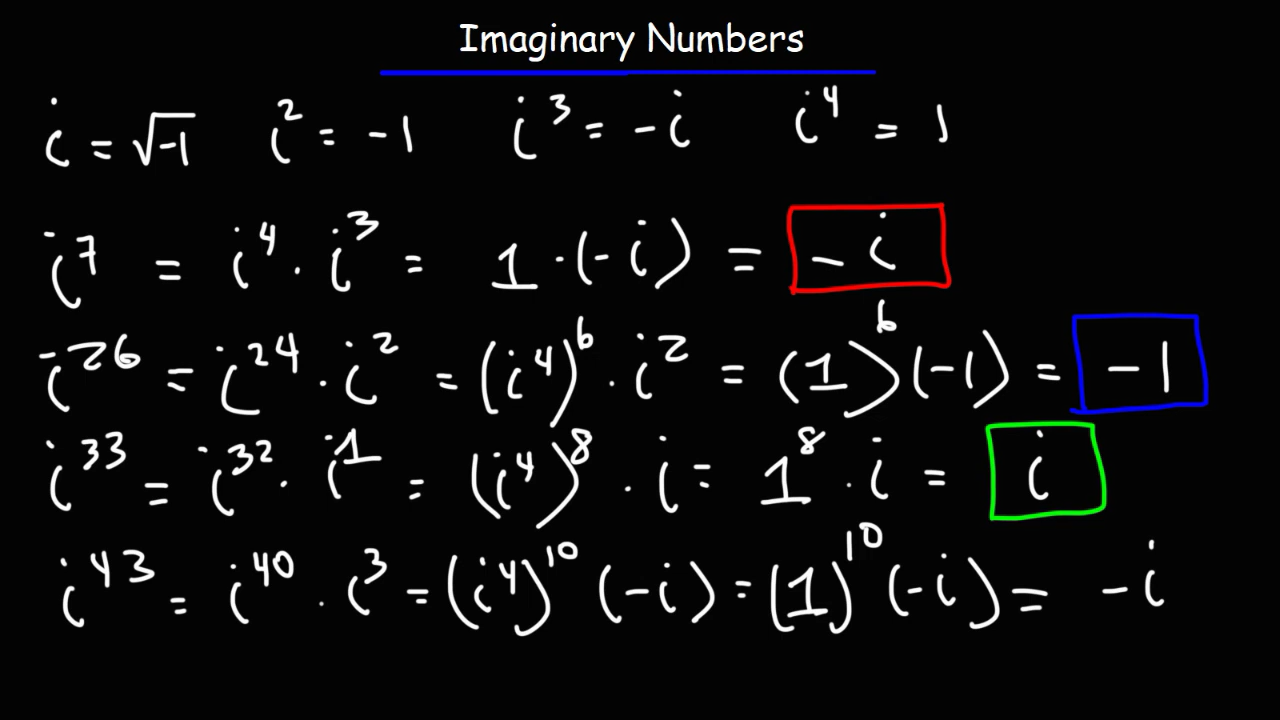 Imaginary Numbers
i = √-1 i² = -1 i³ = -i i⁴ = 1
i⁷ = i⁴ · i³ = 1 · (-i) = -i
i²⁶ = i²⁴ · i² = (i⁴)⁶ · i² = (1)⁶(-1) = -1
i³³ = i³² · i¹ = (i⁴)⁸ · i = 1⁸ · i = i
i⁴³ = i⁴⁰ · i³ = (i⁴)¹⁰ (-i) = (1)¹⁰ (-i) = -i